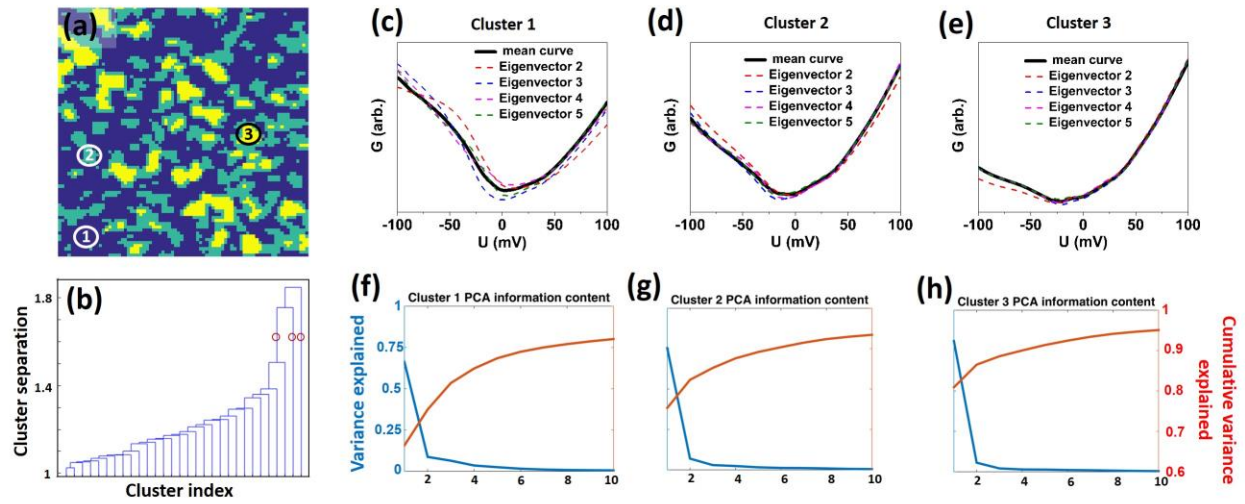 (a)
3
2
1
(b)
1.8
1.4
1
Cluster separation
Cluster index
(c)
Cluster 1
mean curve
Eigenvector 2
Eigenvector 3
Eigenvector 4
Eigenvector 5
G (arb.)
-100 -50 0 50 100
U (mV)
(d)
Cluster 2
mean curve
Eigenvector 2
Eigenvector 3
Eigenvector 4
Eigenvector 5
G (arb.)
-100 -50 0 50 100
U (mV)
(e)
Cluster 3
mean curve
Eigenvector 2
Eigenvector 3
Eigenvector 4
Eigenvector 5
G (arb.)
-100 -50 0 50 100
U (mV)
(f)
Cluster 1 PCA information content
1
0.75
0.5
0.25
0
Variance explained
2 4 6 8 10
(g)
Cluster 2 PCA information content
2 4 6 8 10
(h)
Cluster 3 PCA information content
2 4 6 8 10
1
0.9
0.8
0.7
0.6
Cumulative variance
explained